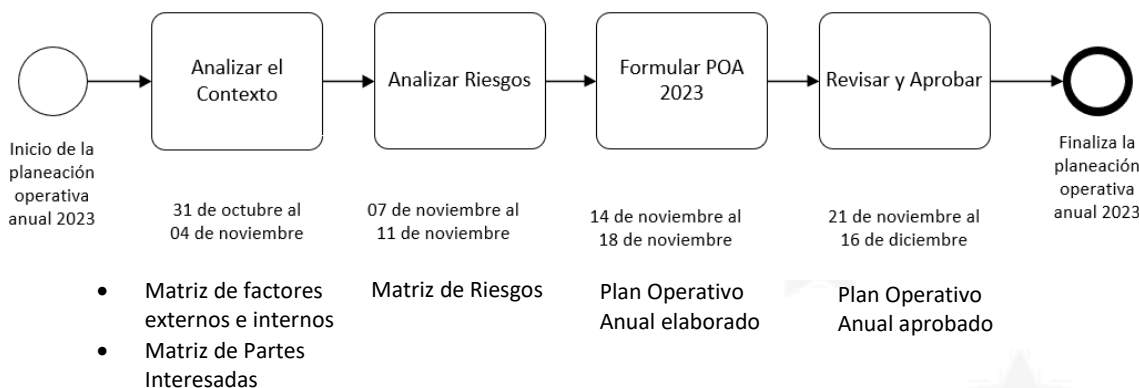 Analizar el
Contexto
Analizar Riesgos
Formular POA
2023
Revisar y Aprobar
Inicio de la
planeación
operativa
anual 2023
Finaliza la
planeación
operativa
anual 2023
31 de octubre al
04 de noviembre
07 de noviembre al
11 de noviembre
14 de noviembre al
18 de noviembre
21 de noviembre al
16 de diciembre
• Matriz de factores
externos e internos
• Matriz de Partes
Interesadas
Matriz de Riesgos
Plan Operativo
Anual elaborado
Plan Operativo
Anual aprobado